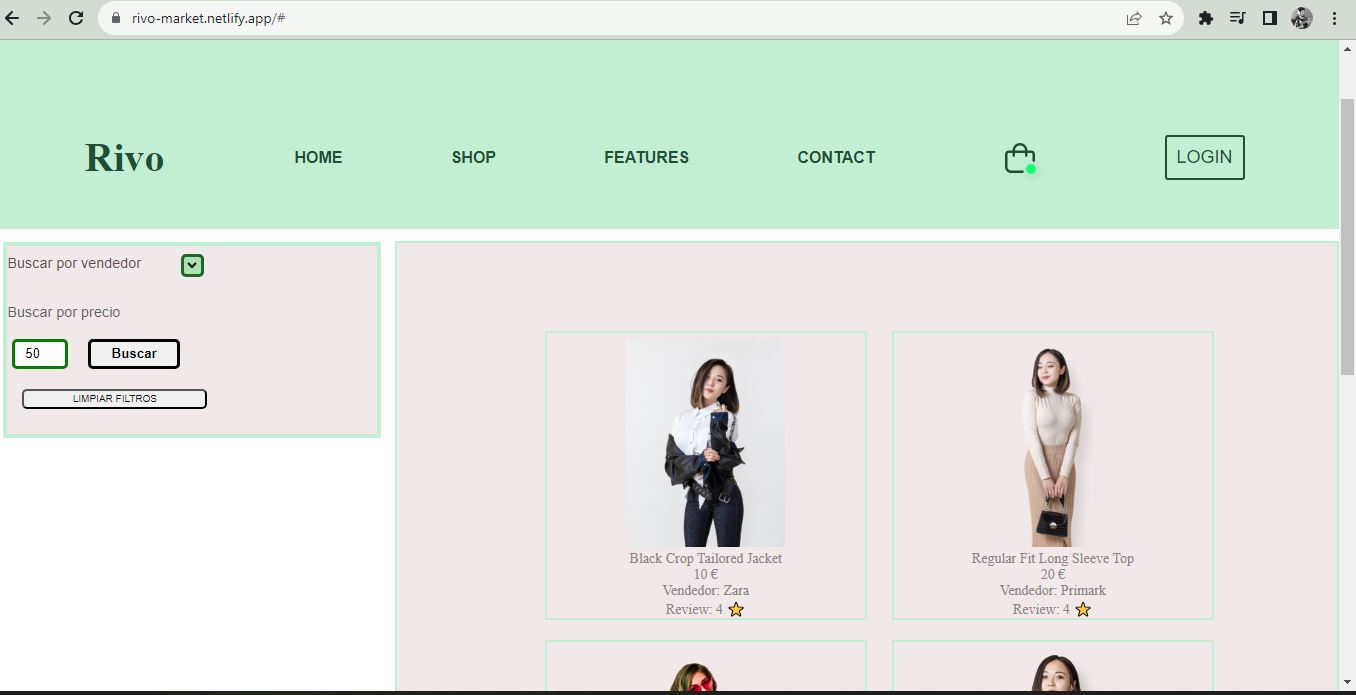 rivo-market.netlify.app/#
Rivo
HOME
SHOP
FEATURES
CONTACT
LOGIN
Buscar por vendedor
Buscar por precio
50
Buscar
LIMPIAR FILTROS
Black Crop Tailored Jacket
10 €
Vendedor: Zara
Review: 4
Regular Fit Long Sleeve Top
20 €
Vendedor: Primark
Review: 4